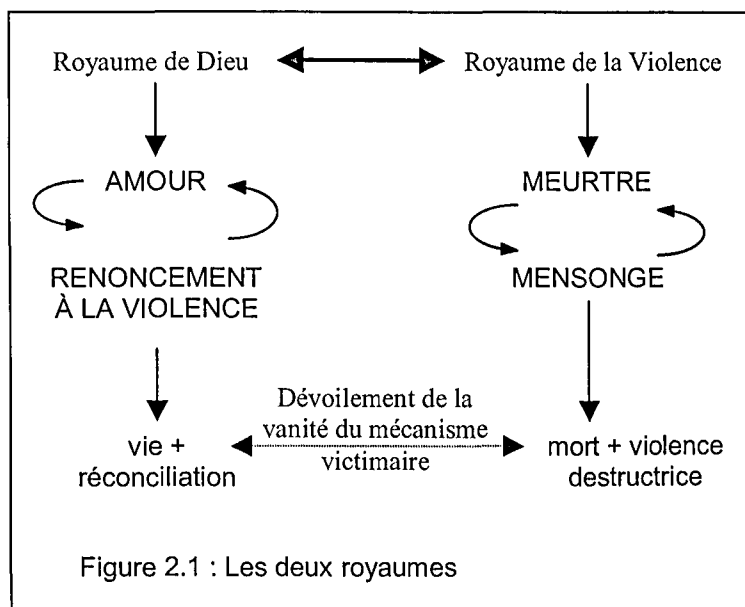 Royaume de Dieu
Royaume de la Violence
AMOUR
MEURTRE
RENONCEMENT
À LA VIOLENCE
MENSONGE
Dévoilement de la
vanité du mécanisme
victimaire
vie +
réconciliation
mort + violence
destructrice
Figure 2.1 : Les deux royaumes